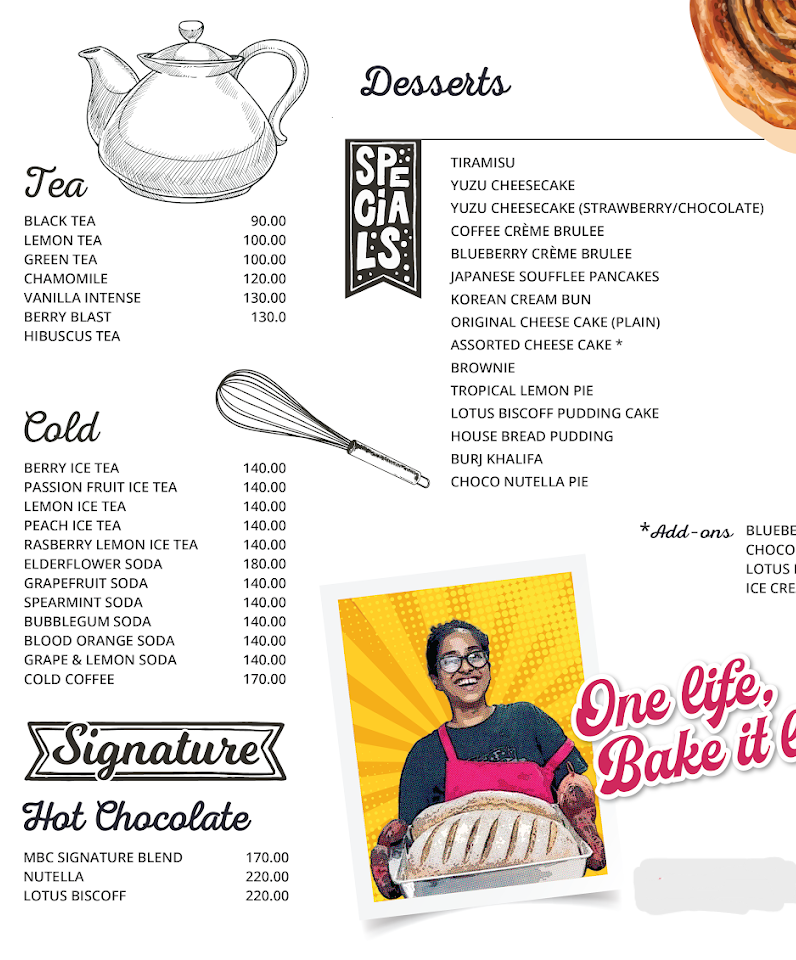 Tea
BLACK TEA 90.00
LEMON TEA 100.00
GREEN TEA 100.00
CHAMOMILE 120.00
VANILLA INTENSE 130.00
BERRY BLAST 130.0
HIBUSCUS TEA
Cold
BERRY ICE TEA 140.00
PASSION FRUIT ICE TEA 140.00
LEMON ICE TEA 140.00
PEACH ICE TEA 140.00
RASBERRY LEMON ICE TEA 140.00
ELDERFLOWER SODA 180.00
GRAPEFRUIT SODA 140.00
SPEARMINT SODA 140.00
BUBBLEGUM SODA 140.00
BLOOD ORANGE SODA 140.00
GRAPE & LEMON SODA 140.00
COLD COFFEE 170.00
Signature
Hot Chocolate
MBC SIGNATURE BLEND 170.00
NUTELLA 220.00
LOTUS BISCOFF 220.00
Desserts
SPECIALS
TIRAMISU
YUZU CHEESECAKE
YUZU CHEESECAKE (STRAWBERRY/CHOCOLATE)
COFFEE CRÈME BRULEE
BLUEBERRY CRÈME BRULEE
JAPANESE SOUFFLEE PANCAKES
KOREAN CREAM BUN
ORIGINAL CHEESE CAKE (PLAIN)
ASSORTED CHEESE CAKE *
BROWNIE
TROPICAL LEMON PIE
LOTUS BISCOFF PUDDING CAKE
HOUSE BREAD PUDDING
BURJ KHALIFA
CHOCO NUTELLA PIE
*Add-ons BLUEBE
CHOCO
LOTUS
ICE CRE
One life,
Bake it